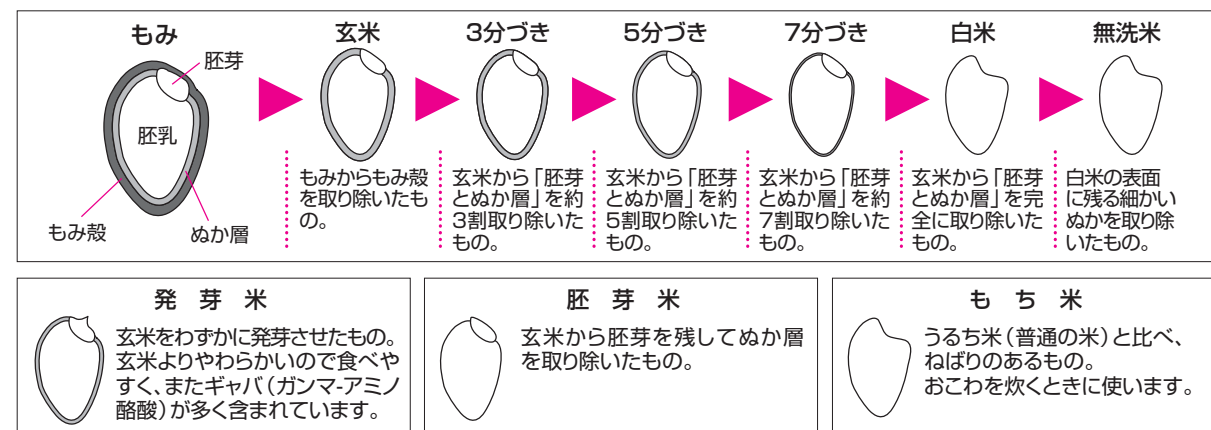 もみ
胚芽
胚乳
もみ殻
ぬか層
玄米
もみからもみ殻
を取り除いたも
の。
3分づき
玄米から「胚芽
とぬか層」を約
3割取り除いた
もの。
5分づき
玄米から「胚芽
とぬか層」を約
5割取り除いた
もの。
7分づき
玄米から「胚芽
とぬか層」を約
7割取り除いた
もの。
白米
玄米から「胚芽
とぬか層」を完
全に取り除いた
もの。
無洗米
白米の表面
に残る細かい
ぬかを取り除
いたもの。
発芽米
玄米をわずかに発芽させたもの。
玄米よりやわらかいので食べや
すく、またギャバ(ガンマ-アミノ
酪酸)が多く含まれています。
胚芽米
玄米から胚芽を残してぬか層
を取り除いたもの。
もち米
うるち米(普通の米)と比べ、
ねばりのあるもの。
おこわを炊くときに使います。